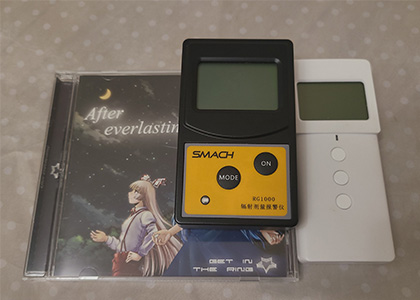 After
everlastin
SMACH
MODE
ON
RG1000
辐射剂量报警仪
GET IN
THE RING